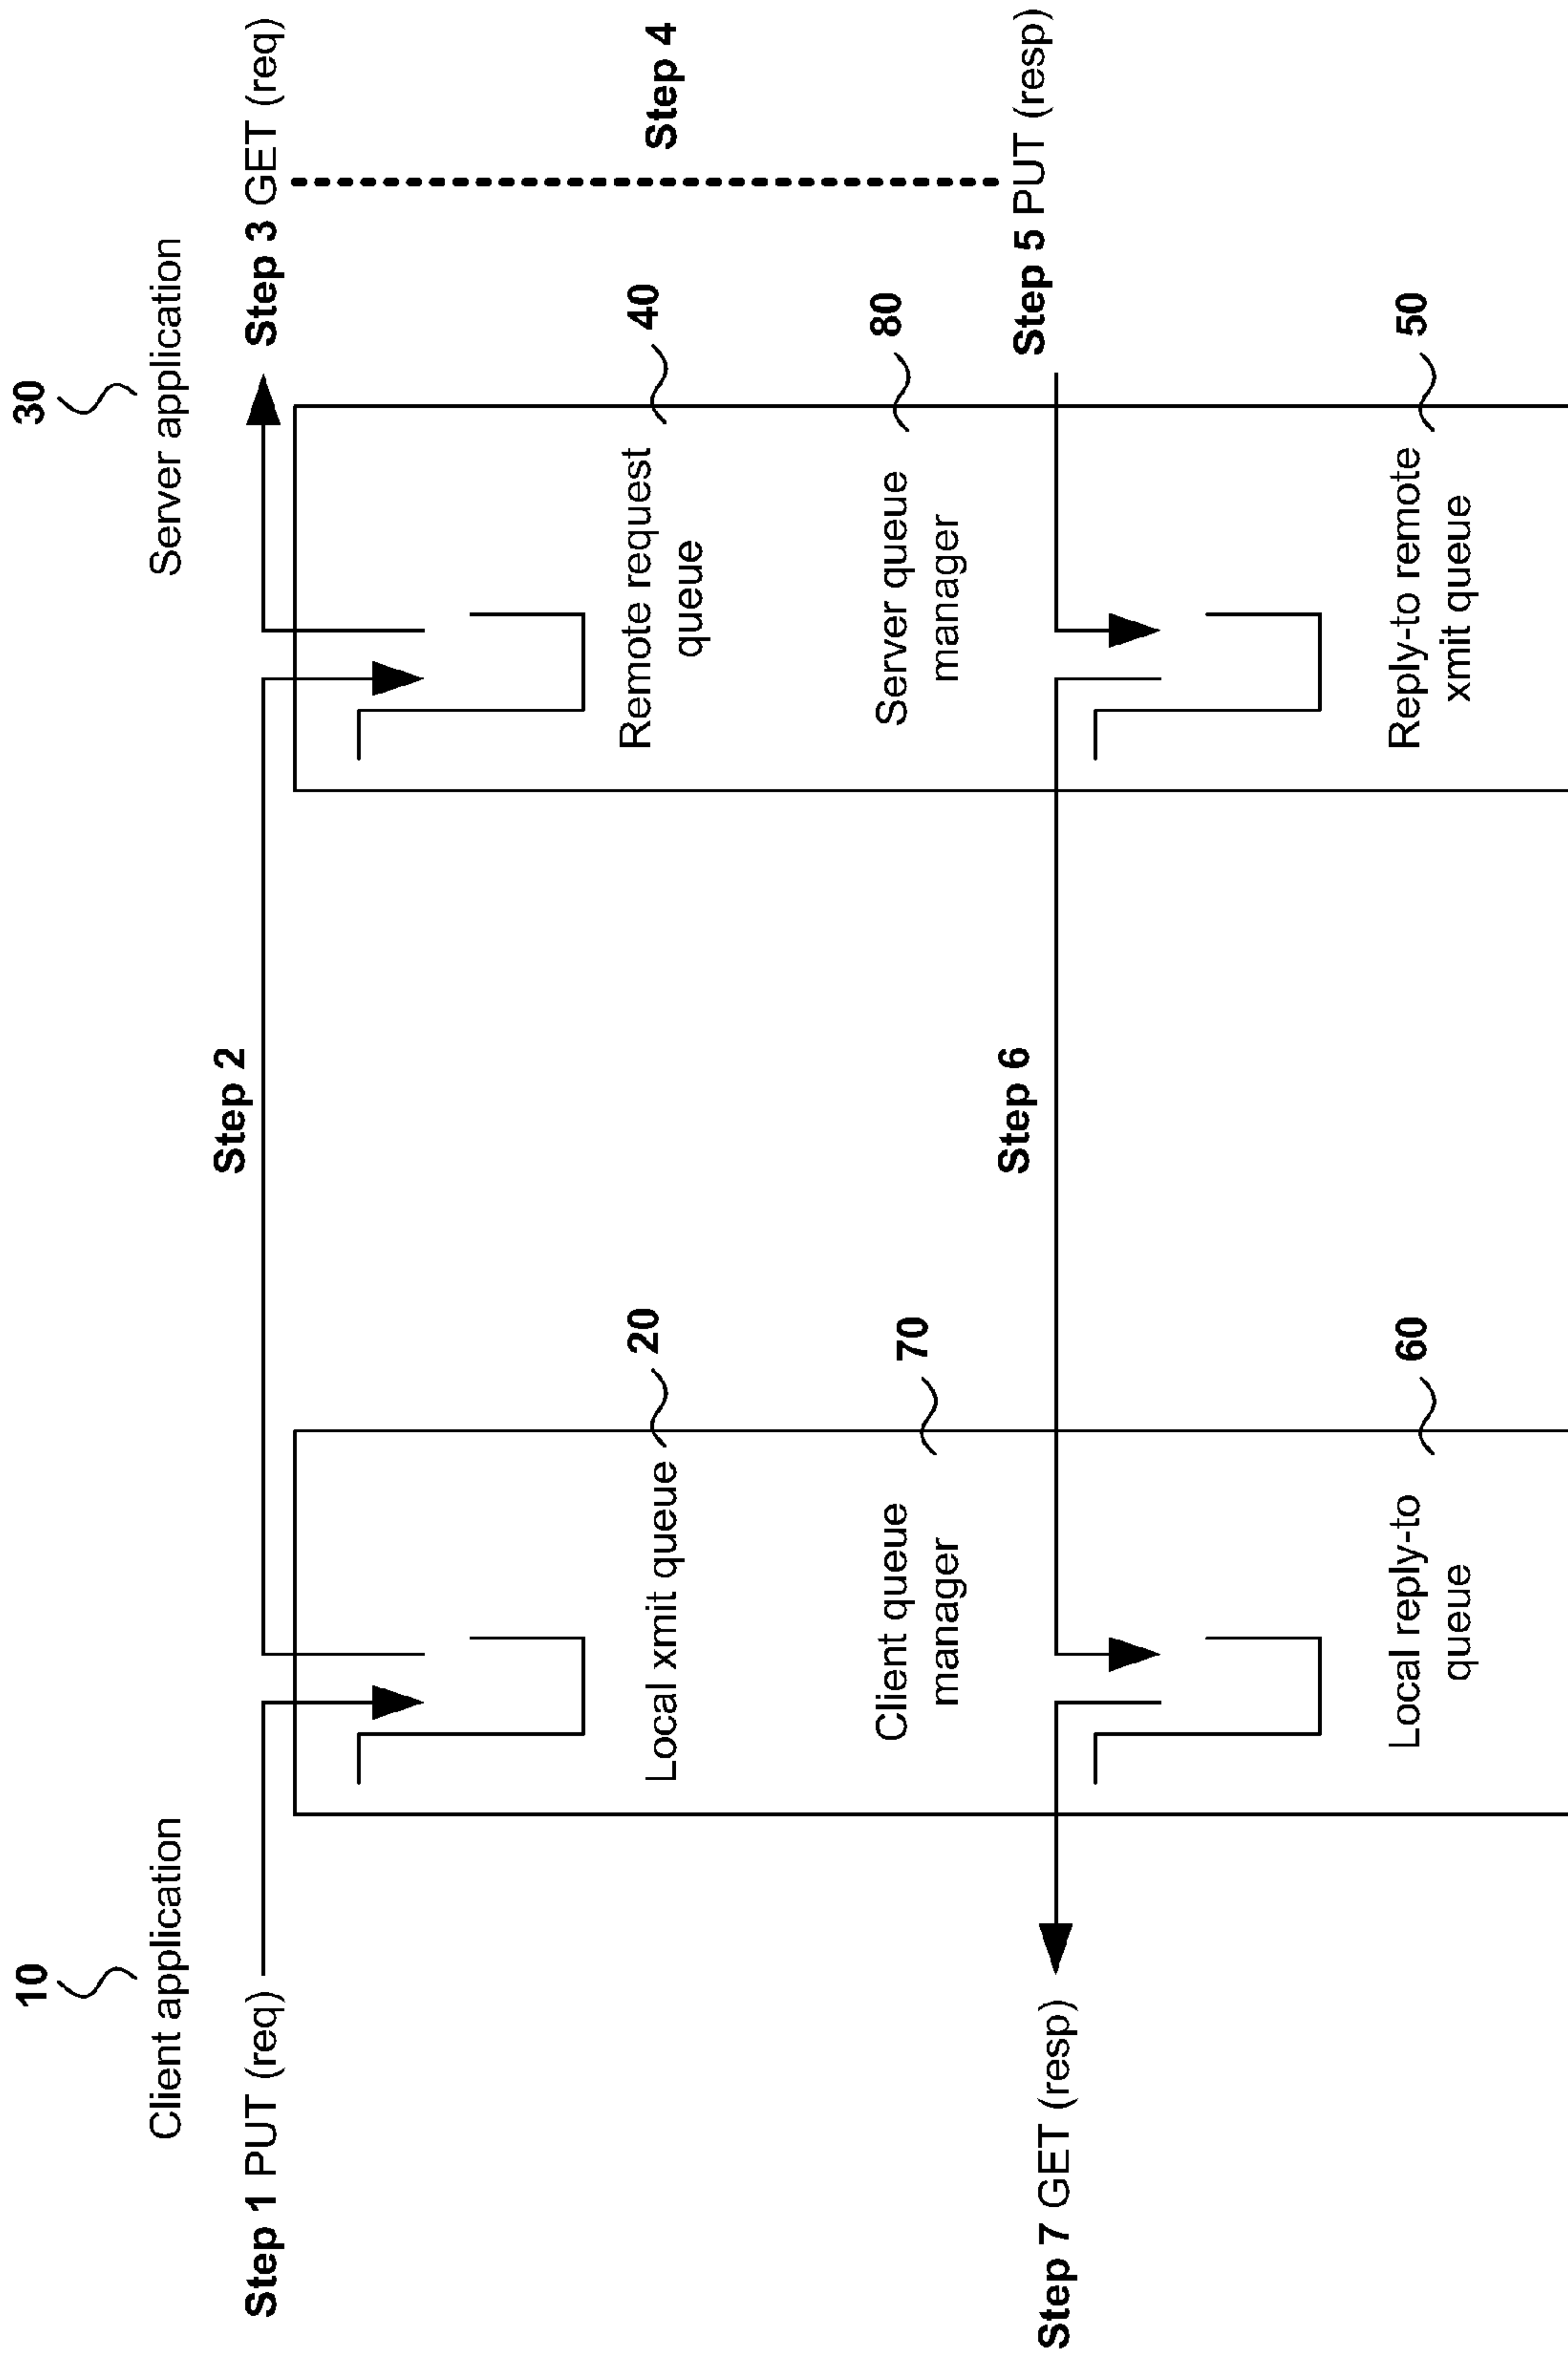 10
Client application
30
Server application
Step 1 PUT (req)
Step 2
Step 3 GET (req)
20
Local xmit queue
40
Remote request
queue
Step 4
70
Client queue
manager
80
Server queue
manager
Step 7 GET (resp)
Step 6
Step 5 PUT (resp)
60
Local reply-to
queue
50
Reply-to remote
xmit queue